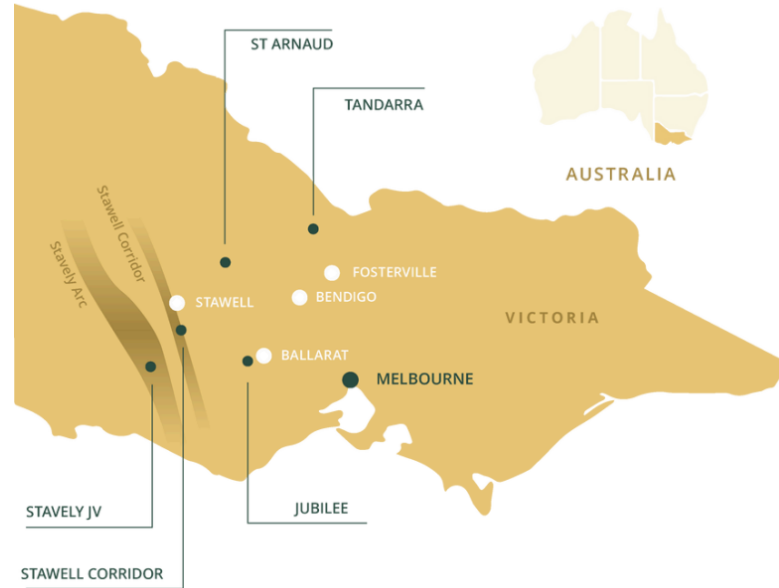 ST ARNAUD
TANDARRA
AUSTRALIA
Stawell Corridor
Stavely Arc
FOSTERVILLE
BENDIGO
STAWELL
VICTORIA
BALLARAT
MELBOURNE
STAVELY JV
JUBILEE
STAWELL CORRIDOR